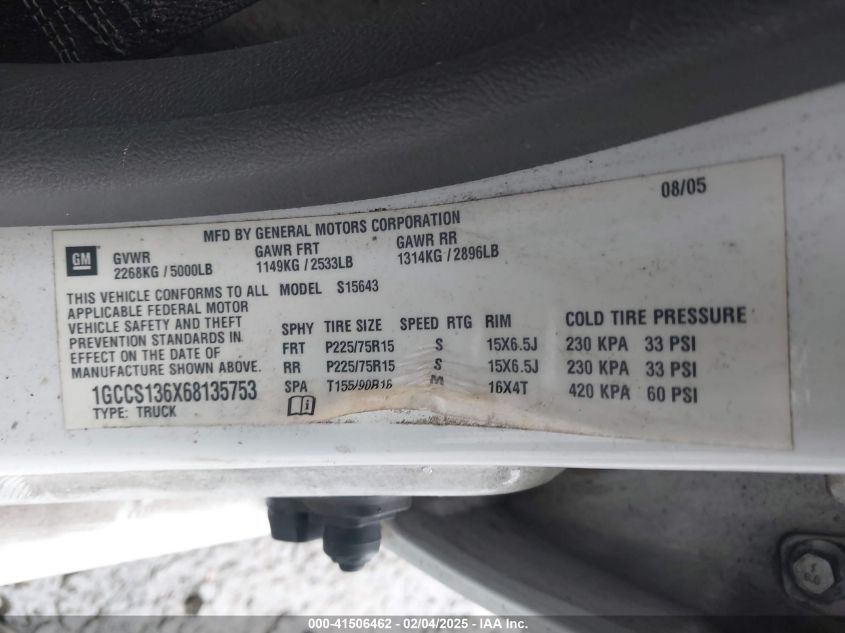 08/05
MFD BY GENERAL MOTORS CORPORATION
GM
GVWR GAWR FRT GAWR RR
2268KG / 5000LB 1149KG / 2533LB 1314KG / 2896LB
THIS VEHICLE CONFORMS TO ALL MODEL S15643
APPLICABLE FEDERAL MOTOR
VEHICLE SAFETY AND THEFT
PREVENTION STANDARDS IN
EFFECT ON THE DATE OF
MANUFACTURE SHOWN ABOVE.
1GCCS136X68135753
TYPE: TRUCK
SPHY TIRE SIZE SPEED RTG RIM COLD TIRE PRESSURE
FRT P225/75R15 S 15X6.5J 230 KPA 33 PSI
RR P225/75R15 S 15X6.5J 230 KPA 33 PSI
SPA T155/90R16 M 16X4T 420 KPA 60 PSI
000-41506462 - 02/04/2025 - IAA Inc.